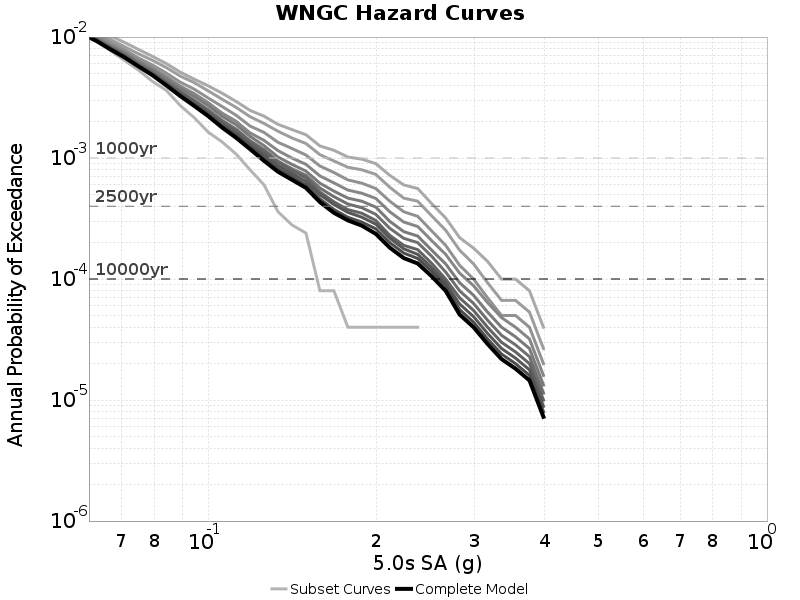 WNGC Hazard Curves
Annual Probability of Exceedance
10-2
10-3
10-4
10-5
10-6
1000yr
2500yr
10000yr
7 8 10-1 2 3 4 5 6 7 8 100
5.0s SA (g)
Subset Curves Complete Model